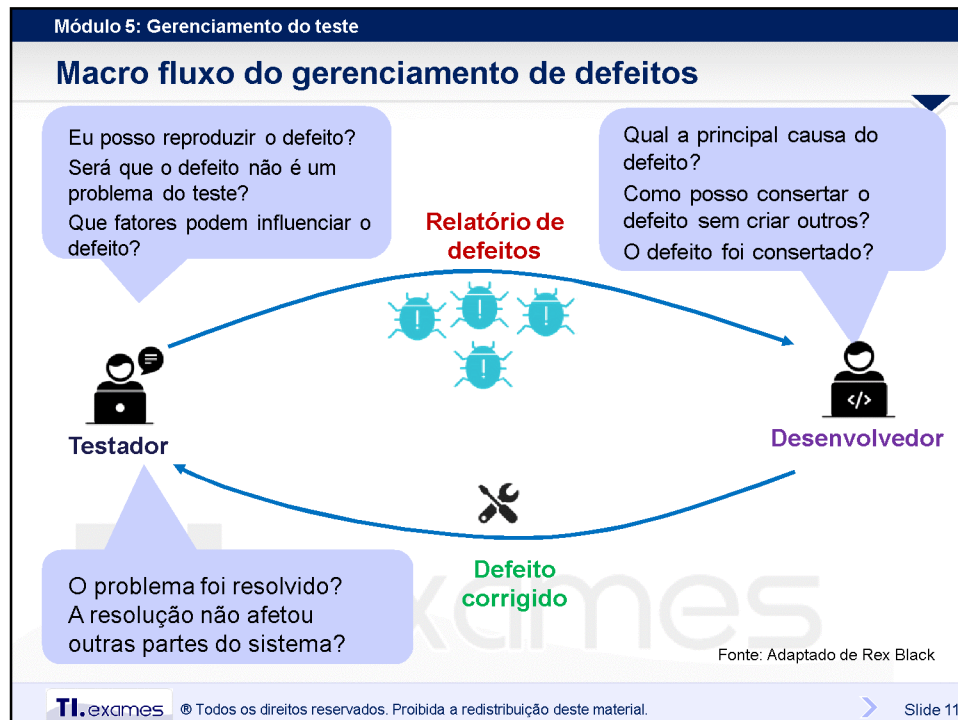 Módulo 5: Gerenciamento do teste
Macro fluxo do gerenciamento de defeitos
Eu posso reproduzir o defeito?
Será que o defeito não é um
problema do teste?
Que fatores podem influenciar o
defeito?
Qual a principal causa do
defeito?
Como posso consertar o
defeito sem criar outros?
O defeito foi consertado?
Relatório de
defeitos
Testador
Desenvolvedor
O problema foi resolvido?
A resolução não afetou
outras partes do sistema?
Defeito
corrigido
exames
Fonte: Adaptado de Rex Black
TI.exames ® Todos os direitos reservados. Proibida a redistribuição deste material. Slide 11